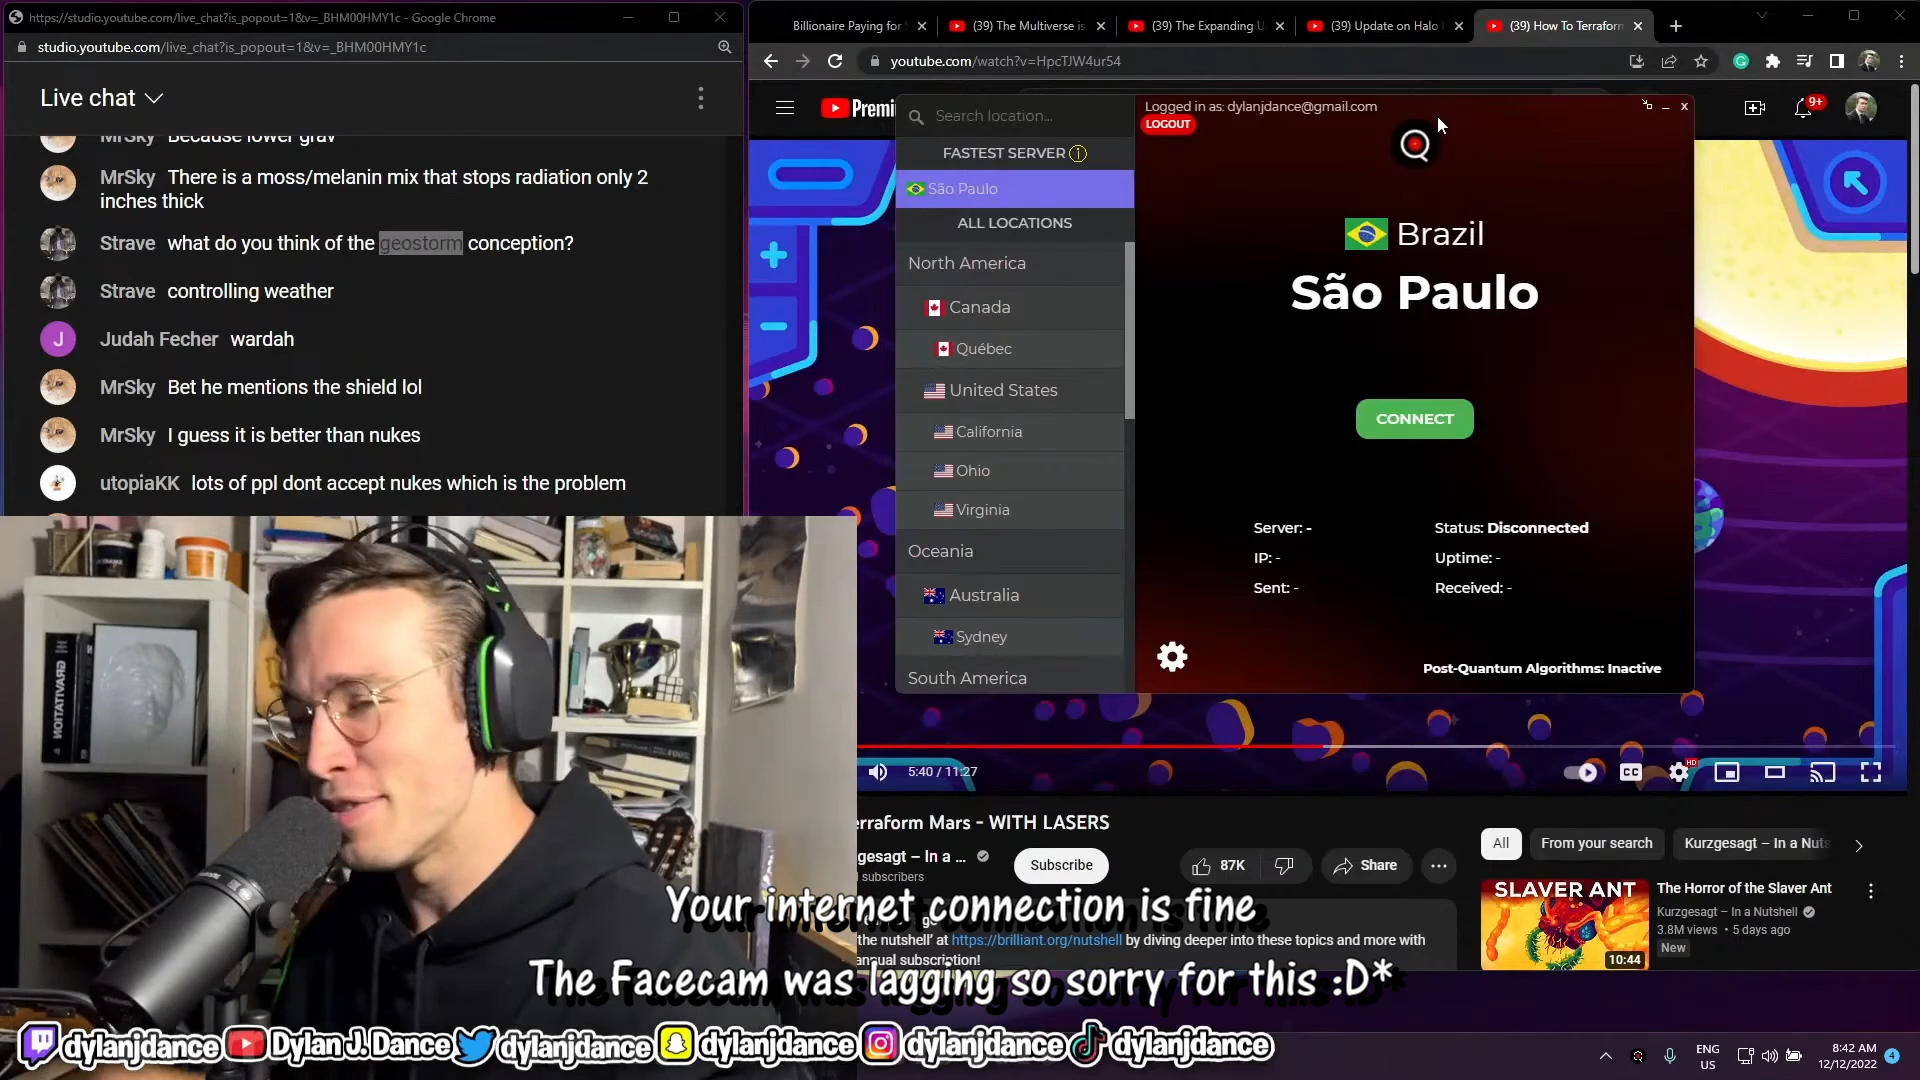 https://studio.youtube.com/live_chat?is_popout=1&v=_BHM00HMY1c - Google Chrome
studio.youtube.com/live_chat?is_popout=1&v=_BHM00HMY1c
Live chat
MrSky Because lower grav
MrSky There is a moss/melanin mix that stops radiation only 2
inches thick
Strave what do you think of the geostorm conception?
Strave controlling weather
J
Judah Fecher wardah
MrSky Bet he mentions the shield lol
MrSky I guess it is better than nukes
utopiaKK lots of ppl dont accept nukes which is the problem
Billionaire Paying for
(39) The Multiverse is
(39) The Expanding U
(39) Update on Halo
(39) How To Terraform
youtube.com/watch?v=HpcTJW4ur54
Premi
9+
Search location...
FASTEST SERVER
São Paulo
ALL LOCATIONS
North America
Canada
Québec
United States
California
Ohio
Virginia
Oceania
Australia
Sydney
South America
Logged in as: dylanjdance@gmail.com
LOGOUT
Brazil
São Paulo
CONNECT
Server: -
Status: Disconnected
IP: -
Uptime: -
Sent: -
Received: -
Post-Quantum Algorithms: Inactive
5:40 / 11:27
CC
HD
erraform Mars - WITH LASERS
gesagt – In a ...
subscribers
Subscribe
87K
Share
the nutshell' at https://brilliant.org/nutshell by diving deeper into these topics and more with
annual subscription!
All
From your search
Kurzgesagt – In a Nuts
SLAVER ANT
10:44
The Horror of the Slaver Ant
Kurzgesagt – In a Nutshell
3.8M views • 5 days ago
New
GRAVITATION
Your internet connection is fine
The Facecam was lagging so sorry for this :D*
dylanjdance
Dylan J. Dance
dylanjdance
dylanjdance
dylanjdance
dylanjdance
ENG
US
8:42 AM
12/12/2022
4